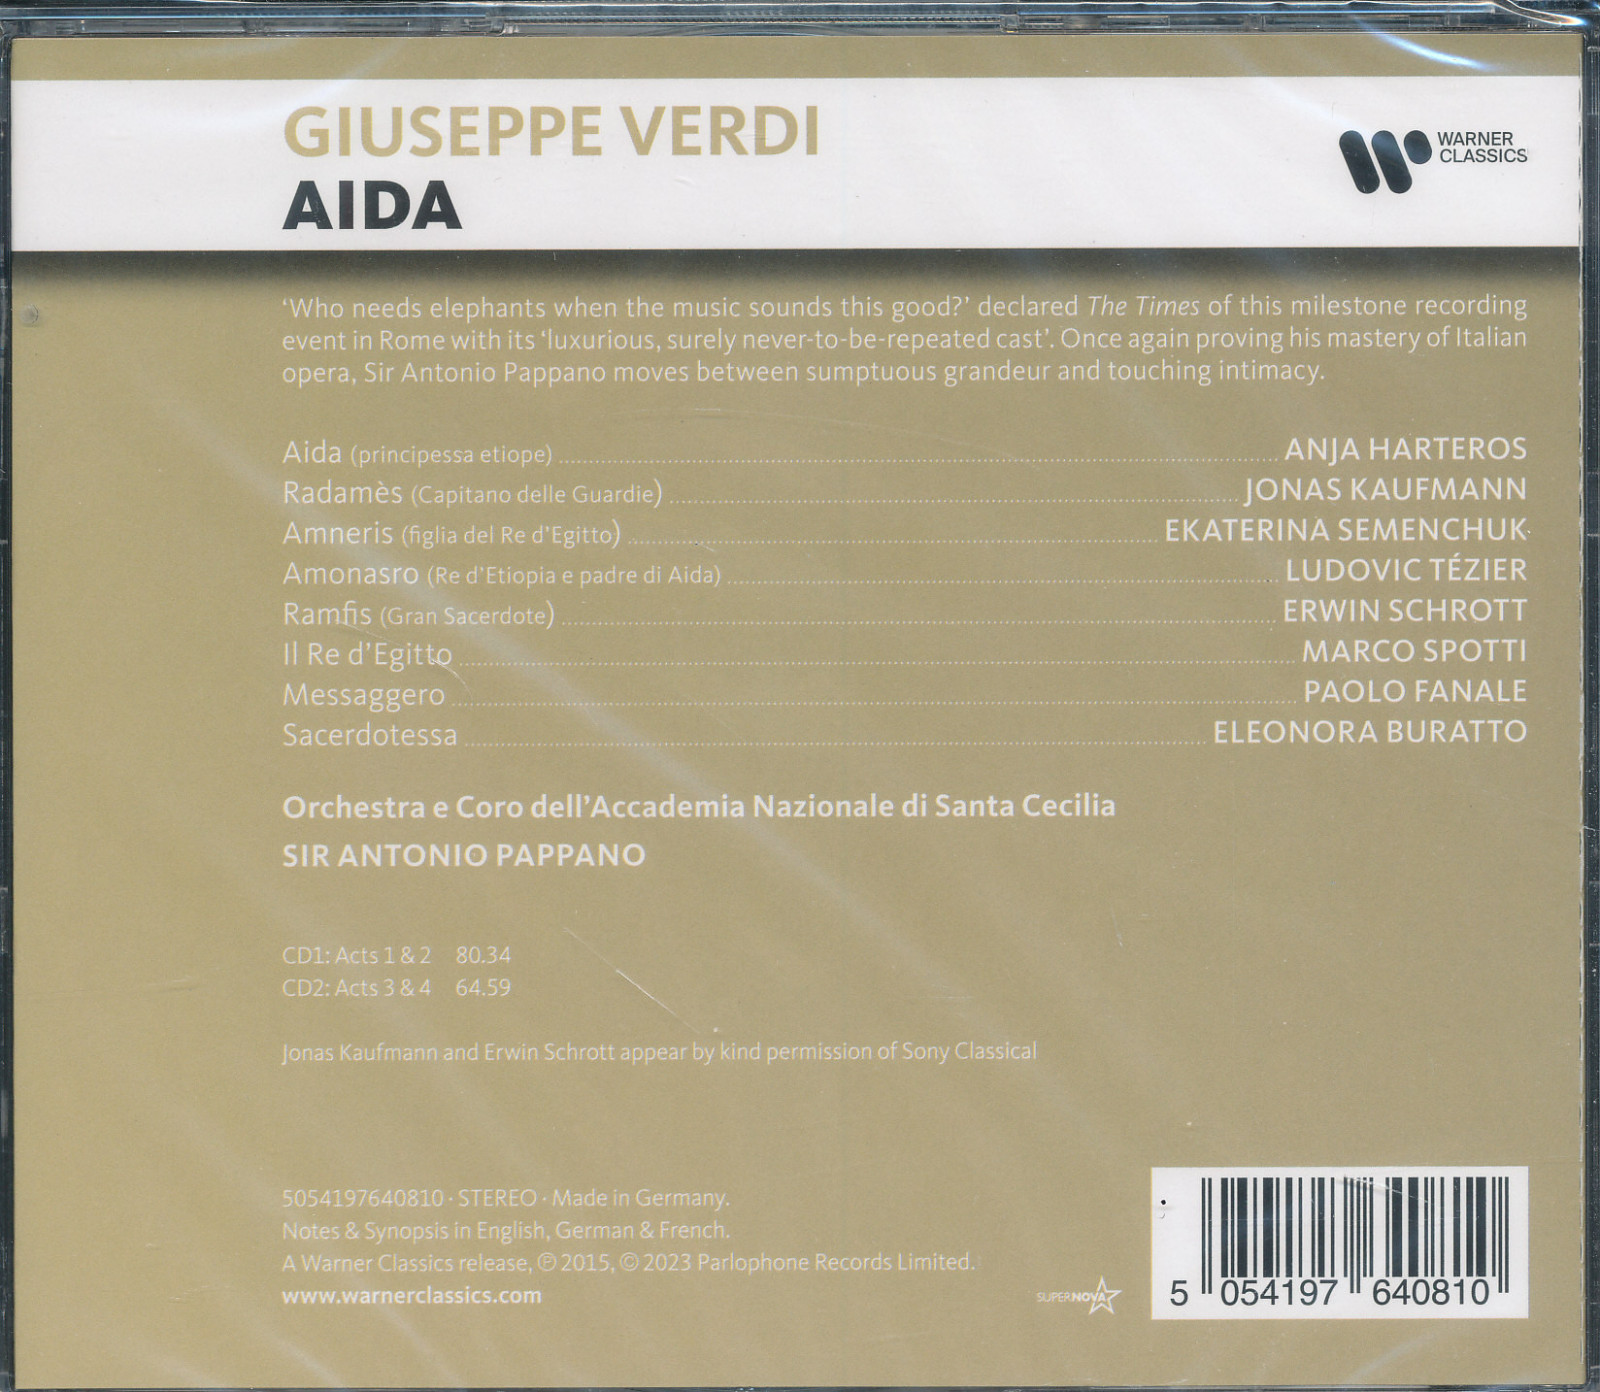 GIUSEPPE VERDI
AIDA
WARNER
CLASSICS
‘Who needs elephants when the music sounds this good?’ declared The Times of this milestone recording
event in Rome with its ‘luxurious, surely never-to-be-repeated cast’. Once again proving his mastery of Italian
opera, Sir Antonio Pappano moves between sumptuous grandeur and touching intimacy.
Aida (principessa etiope) ANJA HARTEROS
Radamès (Capitano delle Guardie) JONAS KAUFMANN
Amneris (figlia del Re d’Egitto) EKATERINA SEMENCHUK
Amonasro (Re d’Etiopia e padre di Aida) LUDOVIC TÉZIER
Ramfis (Gran Sacerdote) ERWIN SCHROTT
Il Re d’Egitto MARCO SPOTTI
Messaggero PAOLO FANALE
Sacerdotessa ELEONORA BURATTO
Orchestra e Coro dell’Accademia Nazionale di Santa Cecilia
SIR ANTONIO PAPPANO
CD1: Acts 1 & 2 80.34
CD2: Acts 3 & 4 64.59
Jonas Kaufmann and Erwin Schrott appear by kind permission of Sony Classical
5054197640810 · STEREO · Made in Germany.
Notes & Synopsis in English, German & French.
A Warner Classics release, ℗ 2015, © 2023 Parlophone Records Limited.
www.warnerclassics.com
SUPERNOVA
5 054197 640810